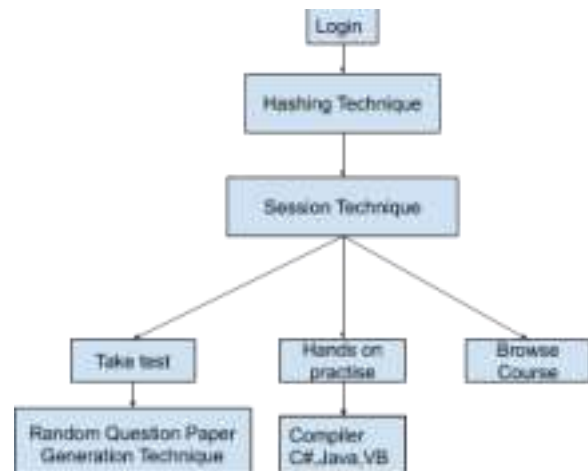 Login
Hashing Technique
Session Technique
Take test
Hands on
practise
Browse
Course
Random Question Paper
Generation Technique
Compiler
C#,Java,VB